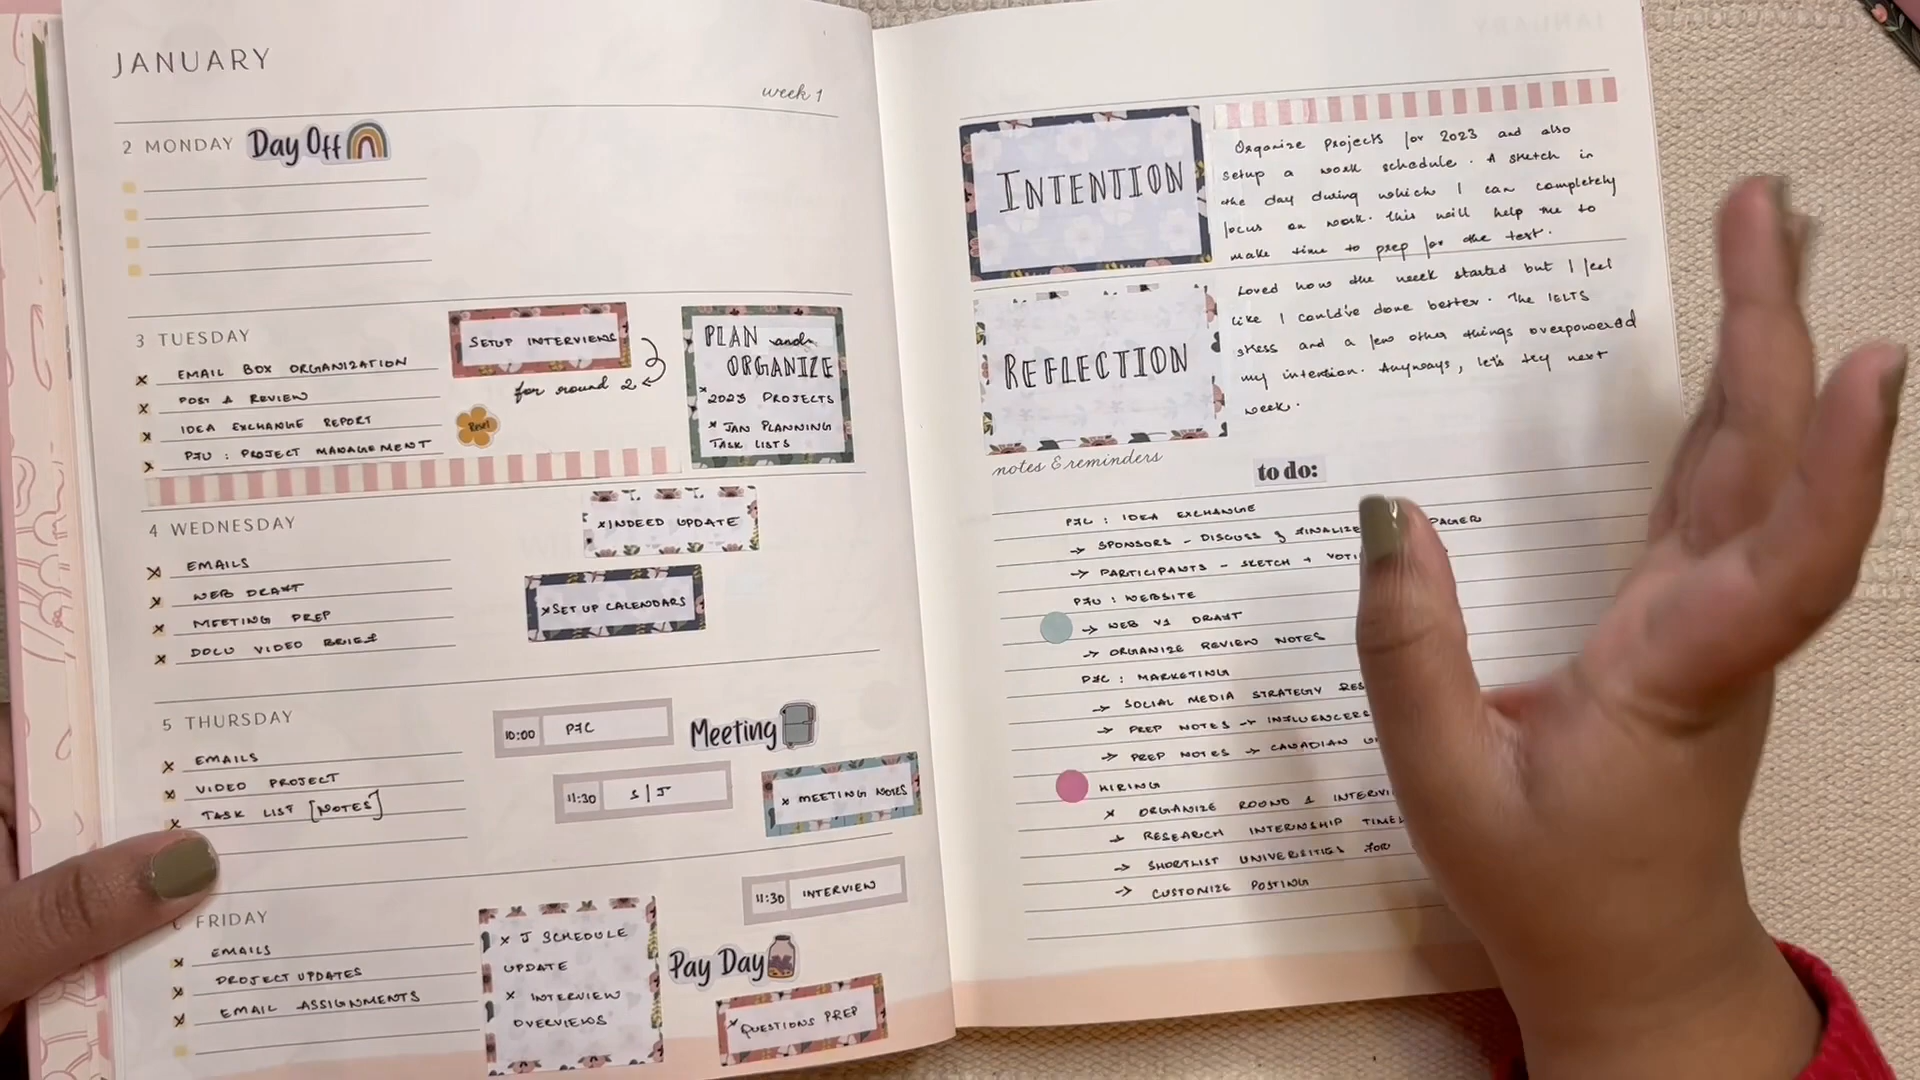 JANUARY
week 1
2 MONDAY Day Off
3 TUESDAY
EMAIL BOX ORGANIZATION
POST A REVIEW
IDEA EXCHANGE REPORT
: PROJECT MANAGEMENT
SETUP INTERVIEWS
for round 2
Reset
PLAN and
ORGANIZE
x 2023 PROJECTS
x JAN PLANNING
TASK LISTS
4 WEDNESDAY
x EMAILS
x WEB DRAFT
x MEETING PREP
x DOCU VIDEO BRIEF
x INDEED UPDATE
x SET UP CALENDARS
5 THURSDAY
x EMAILS
x VIDEO PROJECT
x TASK LIST [NOTES]
10:00
Meeting
11:30 S | J
x MEETING NOTES
FRIDAY
x EMAILS
x PROJECT UPDATES
x EMAIL ASSIGNMENTS
x J SCHEDULE
UPDATE
x INTERVIEW
OVERVIEWS
11:30 INTERVIEW
Pay Day
x QUESTIONS PREP
INTENTION
Organize projects for 2023 and also
setup a work schedule. A sketch in
the day during which I can completely
focus on work. This will help me to
make time to prep for the test.
REFLECTION
Loved how the week started but I feel
like I could've done better. The IELTS
stress and a few other things overpowered
my intention. Anyways, let's try next
week.
notes & reminders
to do:
: IDEA EXCHANGE
→ SPONSORS - DISCUSS & FINALIZE
→ PARTICIPANTS - SKETCH +
: WEBSITE
→ WEB V1 DRAFT
→ ORGANIZE REVIEW NOTES
: MARKETING
→ SOCIAL MEDIA STRATEGY
→ PREP NOTES → INFLUENCERS
→ PREP NOTES → CANADIAN
HIRING
x ORGANIZE ROUND 1
→ RESEARCH INTERNSHIP
→ SHORTLIST UNIVERSITIES FOR
→ CUSTOMIZE POSTING